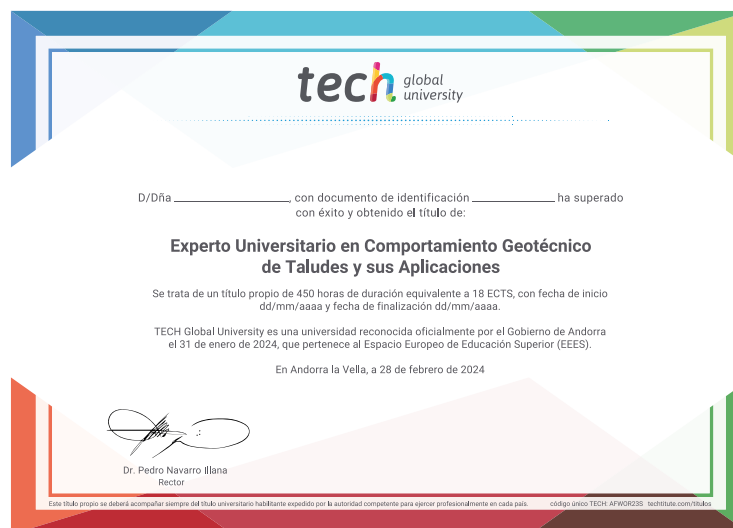 tech global
university
D/Dña ______________, con documento de identificación ____________ ha superado
con éxito y obtenido el título de:
Experto Universitario en Comportamiento Geotécnico
de Taludes y sus Aplicaciones
Se trata de un título propio de 450 horas de duración equivalente a 18 ECTS, con fecha de inicio
dd/mm/aaaa y fecha de finalización dd/mm/aaaa.
TECH Global University es una universidad reconocida oficialmente por el Gobierno de Andorra
el 31 de enero de 2024, que pertenece al Espacio Europeo de Educación Superior (EEES).
En Andorra la Vella, a 28 de febrero de 2024
Dr. Pedro Navarro Illana
Rector
Este título propio se deberá acompañar siempre del título universitario habilitante expedido por la autoridad competente para ejercer profesionalmente en cada país. código único TECH: AFWOR23S techtitute.com/titulos